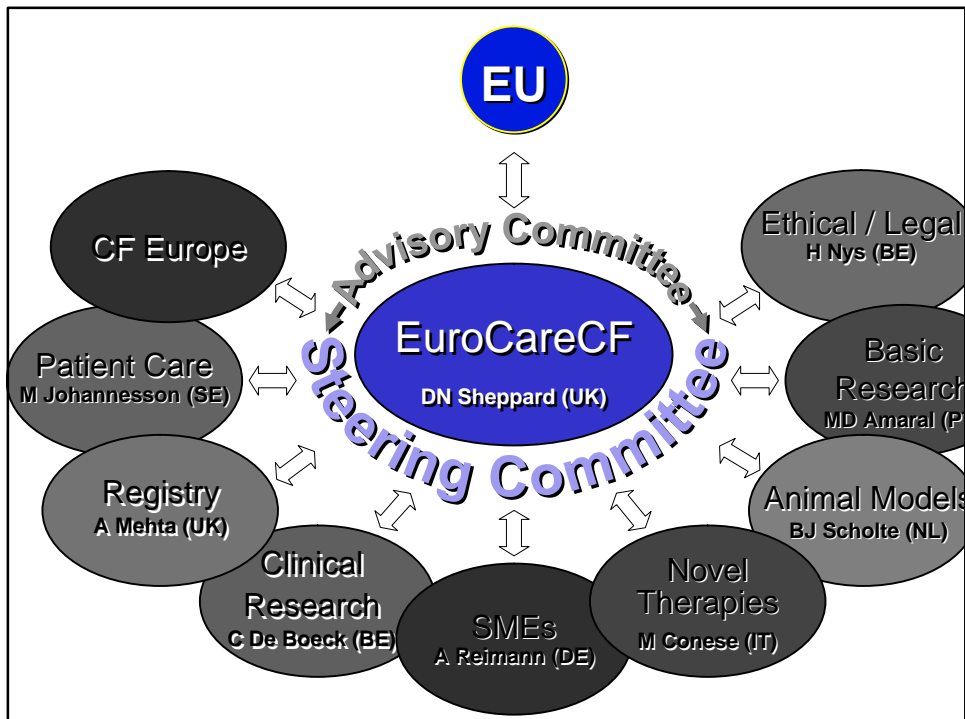 EU
Advisory Committee
EuroCareCF
DN Sheppard (UK)
Steering Committee
CF Europe
Patient Care
M Johannesson (SE)
Registry
A Mehta (UK)
Clinical
Research
C De Boeck (BE)
SMEs
A Reimann (DE)
Novel
Therapies
M Conese (IT)
Animal Models
BJ Scholte (NL)
Basic
Research
MD Amaral (P
Ethical / Legal
H Nys (BE)